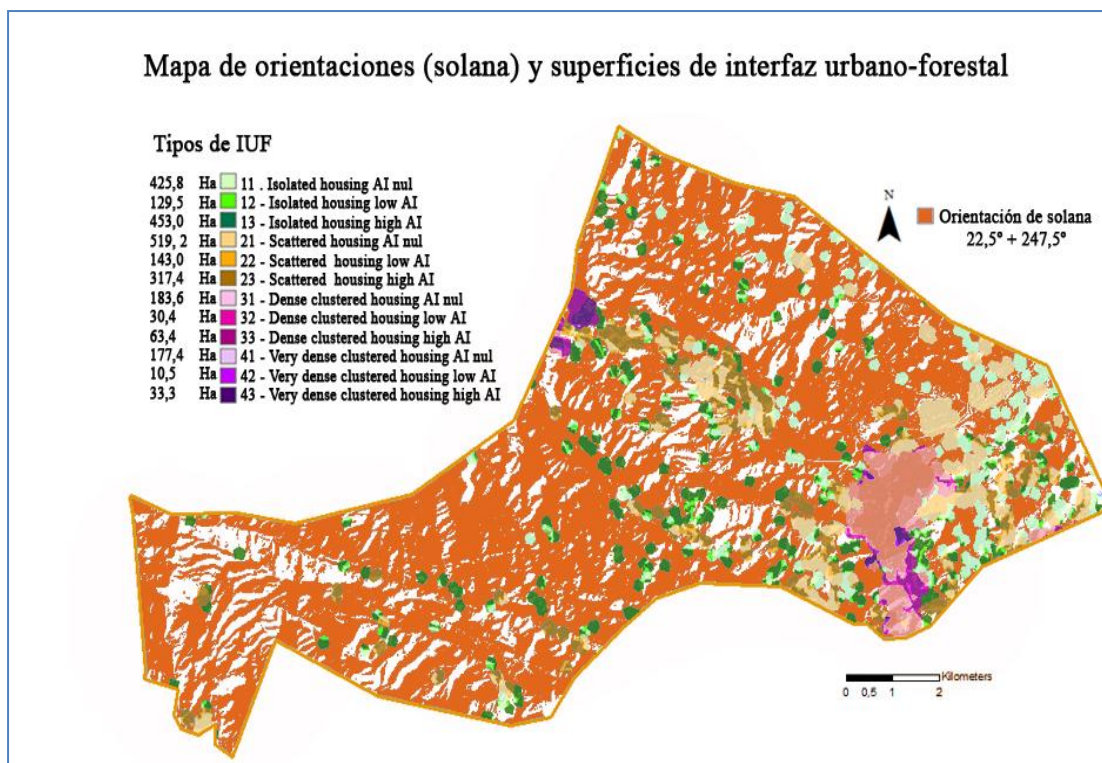 Mapa de orientaciones (solana) y superficies de interfaz urbano-forestal
Tipos de IUF
425,8 Ha 11 . Isolated housing AI nul
129,5 Ha 12 - Isolated housing low AI
453,0 Ha 13 - Isolated housing high AI
519, 2 Ha 21 - Scattered housing AI nul
143,0 Ha 22 - Scattered housing low AI
317,4 Ha 23 - Scattered housing high AI
183,6 Ha 31 - Dense clustered housing AI nul
30,4 Ha 32 - Dense clustered housing low AI
63,4 Ha 33 - Dense clustered housing high AI
177,4 Ha 41 - Very dense clustered housing AI nul
10,5 Ha 42 - Very dense clustered housing low AI
33,3 Ha 43 - Very dense clustered housing high AI
N
Orientación de solana
22,5º + 247,5º
Kilometers
0 0,5 1 2